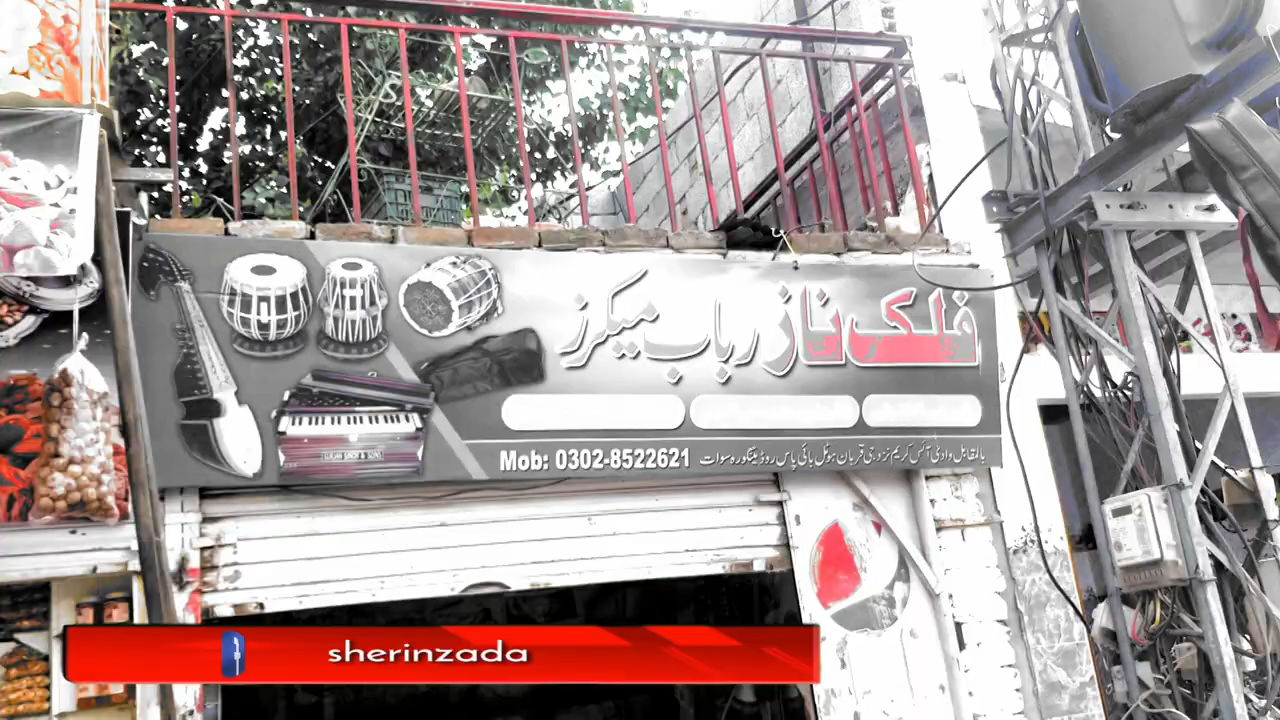 فلک ناز رباب میکرز
Mob: 0302-8522621 بالمقابل وادی آئس کریم نزد جی قربان ہوٹل بائی پاس روڈ مینگورہ سوات
sherinzada